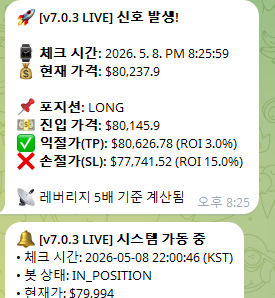 🚀 [v7.0.3 LIVE] 신호 발생!
⌚ 체크 시간: 2026. 5. 8. PM 8:25:59
💰 현재 가격: $80,237.9
📌 포지션: LONG
💵 진입 가격: $80,145.9
✅ 익절가(TP): $80,626.78 (ROI 3.0%)
❌ 손절가(SL): $77,741.52 (ROI 15.0%)
📡 레버리지 5배 기준 계산됨
오후 8:25
🔔 [v7.0.3 LIVE] 시스템 가동 중
• 체크 시간: 2026-05-08 22:00:46 (KST)
• 봇 상태: IN_POSITION
• 현재가: $79,994